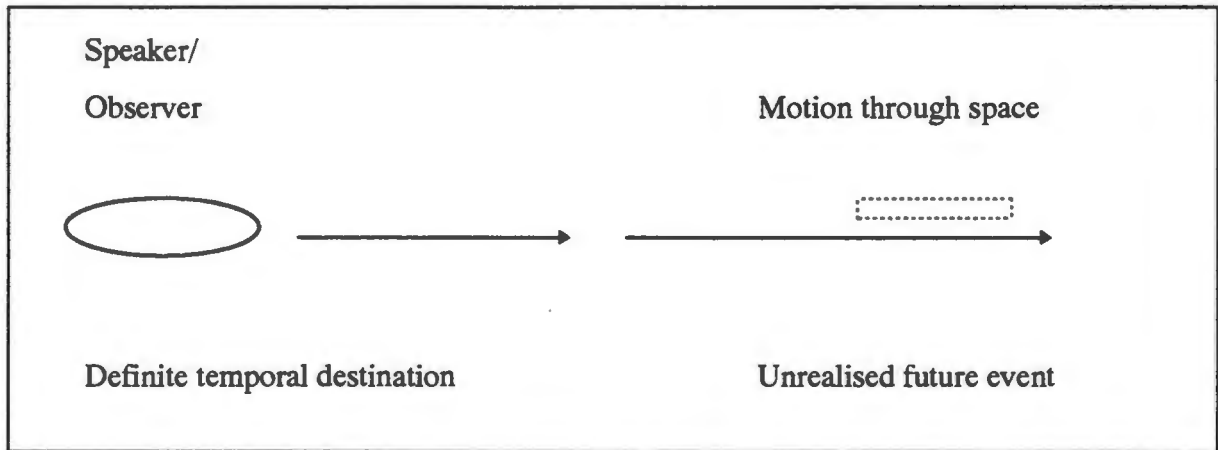 Speaker/
Observer
Motion through space
Definite temporal destination
Unrealised future event